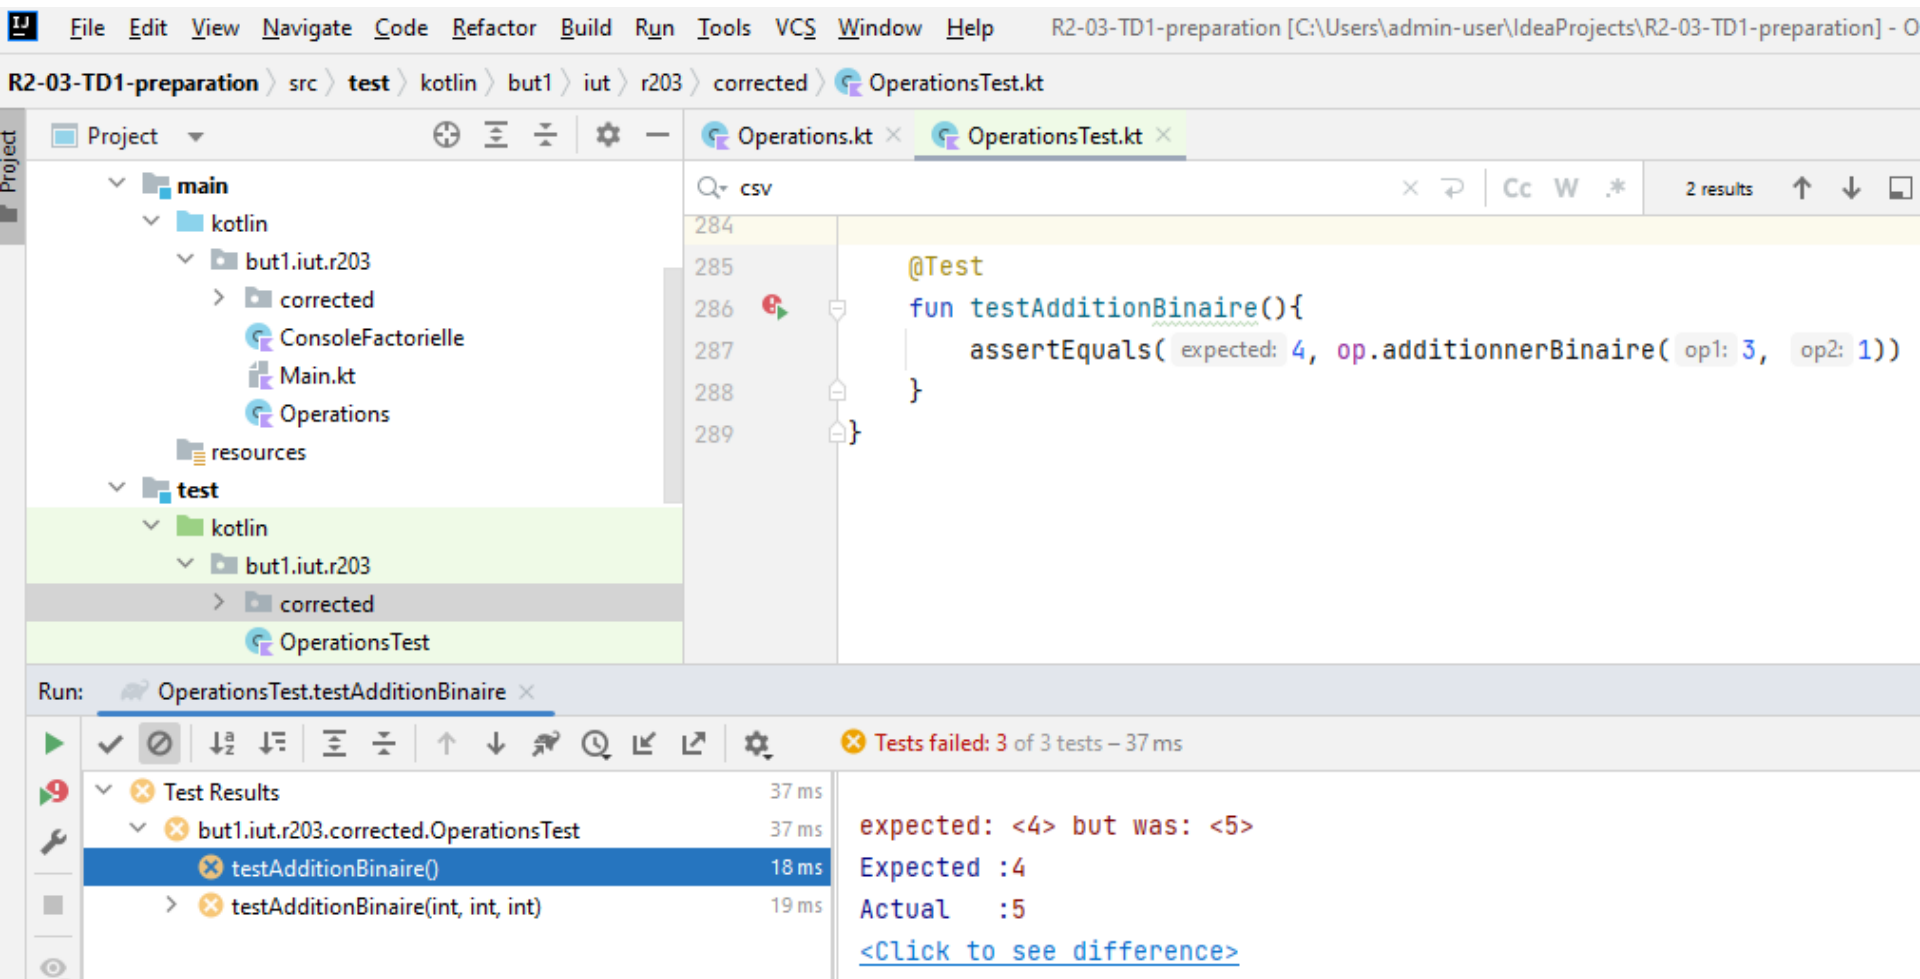 IJ File Edit View Navigate Code Refactor Build Run Tools VCS Window Help R2-03-TD1-preparation [C:\Users\admin-user\IdeaProjects\R2-03-TD1-preparation] - O
R2-03-TD1-preparation src test kotlin but1 iut r203 corrected OperationsTest.kt
Project
Project
Operations.kt OperationsTest.kt
main
kotlin
but1.iut.r203
corrected
ConsoleFactorielle
Main.kt
Operations
resources
test
kotlin
but1.iut.r203
corrected
OperationsTest
csv Cc W .* 2 results
284
285 @Test
286 fun testAdditionBinaire(){
287 assertEquals( expected: 4, op.additionnerBinaire( op1: 3, op2: 1))
288 }
289 }
Run: OperationsTest.testAdditionBinaire
Tests failed: 3 of 3 tests – 37 ms
Test Results 37 ms
but1.iut.r203.corrected.OperationsTest 37 ms
testAdditionBinaire() 18 ms
testAdditionBinaire(int, int, int) 19 ms
expected: <4> but was: <5>
Expected :4
Actual :5
<Click to see difference>